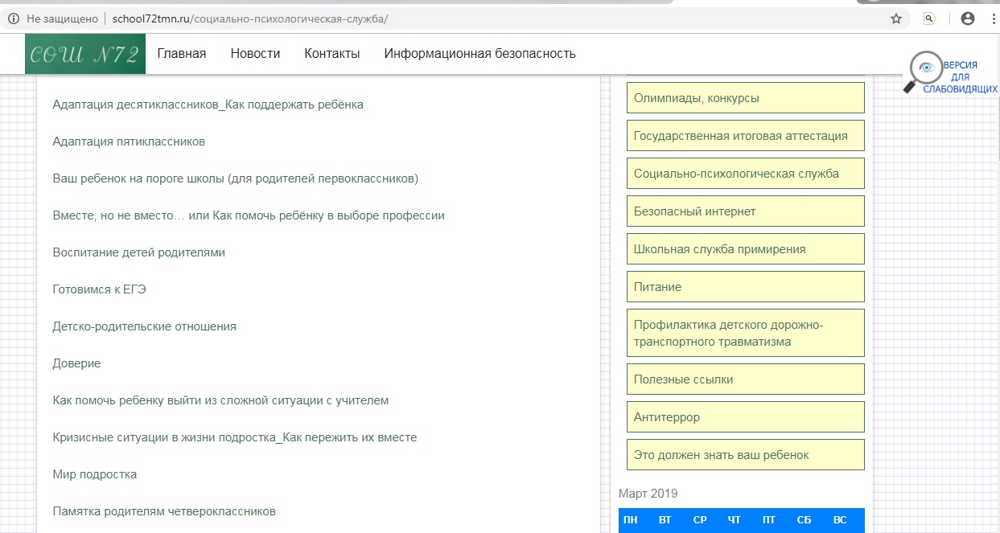 Не защищено | school72tmn.ru/социально-психологическая-служба/
СОШ N72
Главная
Новости
Контакты
Информационная безопасность
ВЕРСИЯ
ДЛЯ
СЛАБОВИДЯЩИХ
Адаптация десятиклассников_Как поддержать ребёнка
Адаптация пятиклассников
Ваш ребенок на пороге школы (для родителей первоклассников)
Вместе, но не вместо… или Как помочь ребёнку в выборе профессии
Воспитание детей родителями
Готовимся к ЕГЭ
Детско-родительские отношения
Доверие
Как помочь ребенку выйти из сложной ситуации с учителем
Кризисные ситуации в жизни подростка_Как пережить их вместе
Мир подростка
Памятка родителям четвероклассников
Олимпиады, конкурсы
Государственная итоговая аттестация
Социально-психологическая служба
Безопасный интернет
Школьная служба примирения
Питание
Профилактика детского дорожно-
транспортного травматизма
Полезные ссылки
Антитеррор
Это должен знать ваш ребенок
Март 2019
ПН ВТ СР ЧТ ПТ СБ ВС